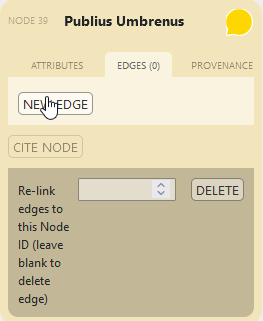 NODE 39 Publius Umbrenus
ATTRIBUTES EDGES (0) PROVENANCE
NEW EDGE
CITE NODE
Re-link
edges to
this Node
ID (leave
blank to
delete
edge)
DELETE